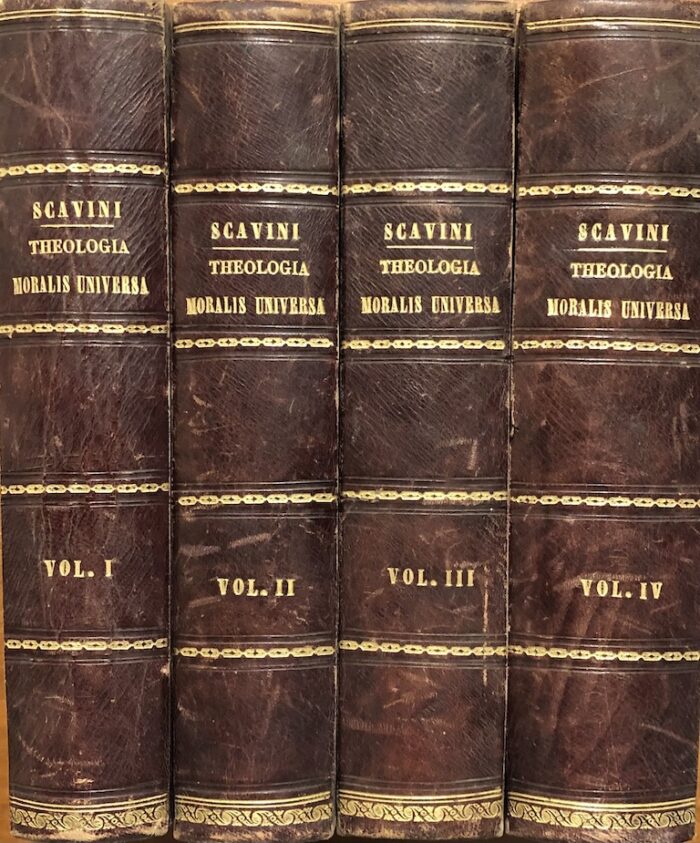 SCAVINI
THEOLOGIA
MORALIS UNIVERSA
VOL. I
SCAVINI
THEOLOGIA
MORALIS UNIVERSA
VOL. II
SCAVINI
THEOLOGIA
MORALIS UNIVERSA
VOL. III
SCAVINI
THEOLOGIA
MORALIS UNIVERSA
VOL. IV